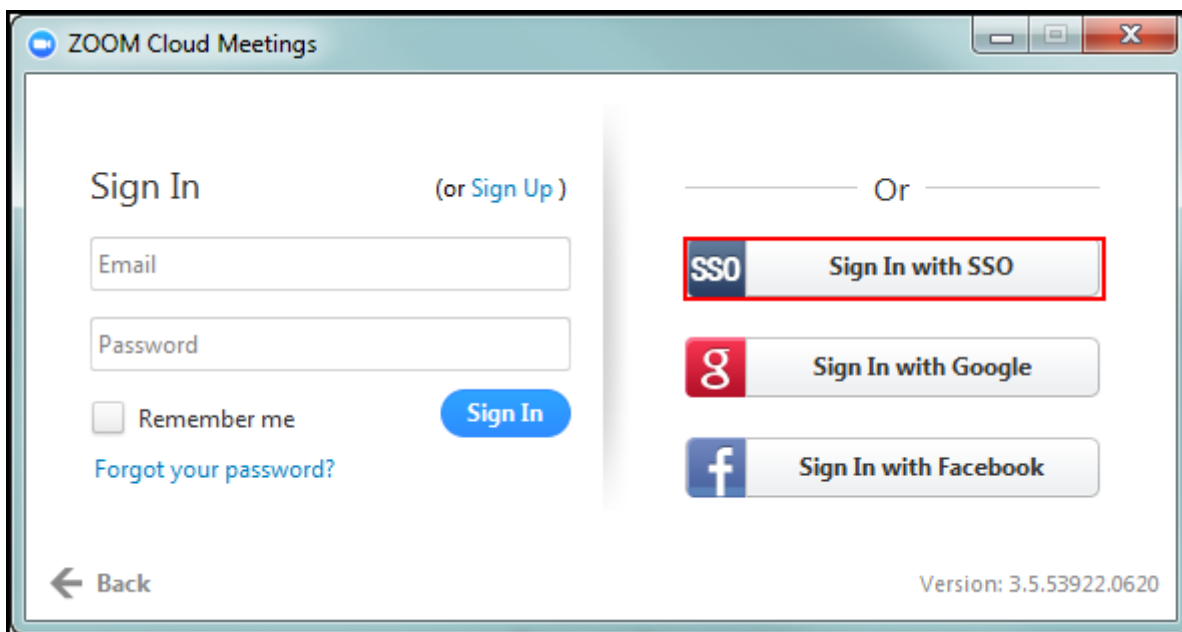 ZOOM Cloud Meetings
Sign In (or Sign Up )
Email
Password
Remember me
Sign In
Forgot your password?
Or
SSO Sign In with SSO
g Sign In with Google
f Sign In with Facebook
Back
Version: 3.5.53922.0620